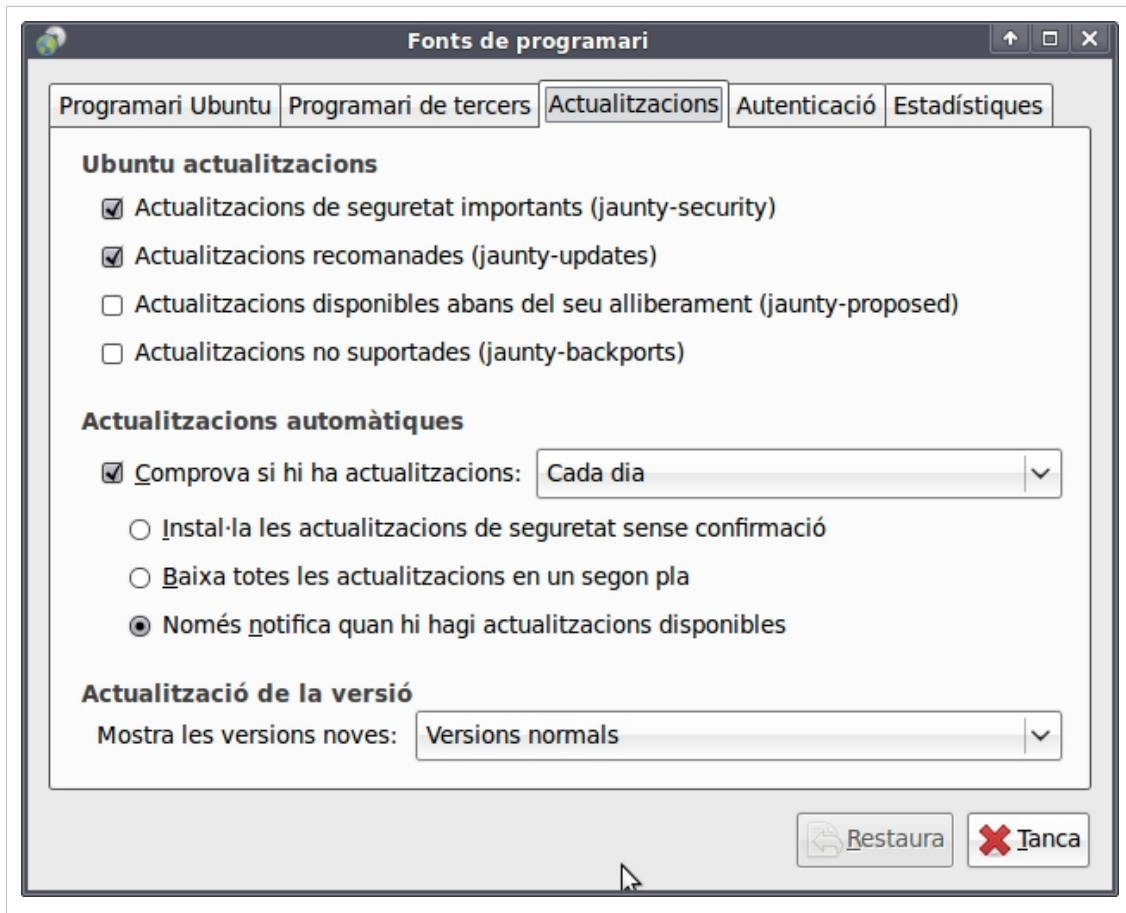 Fonts de programari
Programari Ubuntu Programari de tercers Actualitzacions Autenticació Estadístiques
Ubuntu actualitzacions
Actualitzacions de seguretat importants (jaunty-security)
Actualitzacions recomanades (jaunty-updates)
Actualitzacions disponibles abans del seu alliberament (jaunty-proposed)
Actualitzacions no suportades (jaunty-backports)
Actualitzacions automàtiques
Comprova si hi ha actualitzacions: Cada dia
Instal·la les actualitzacions de seguretat sense confirmació
Baixa totes les actualitzacions en un segon pla
Només notifica quan hi hagi actualitzacions disponibles
Actualització de la versió
Mostra les versions noves: Versions normals
Restaura Tanca